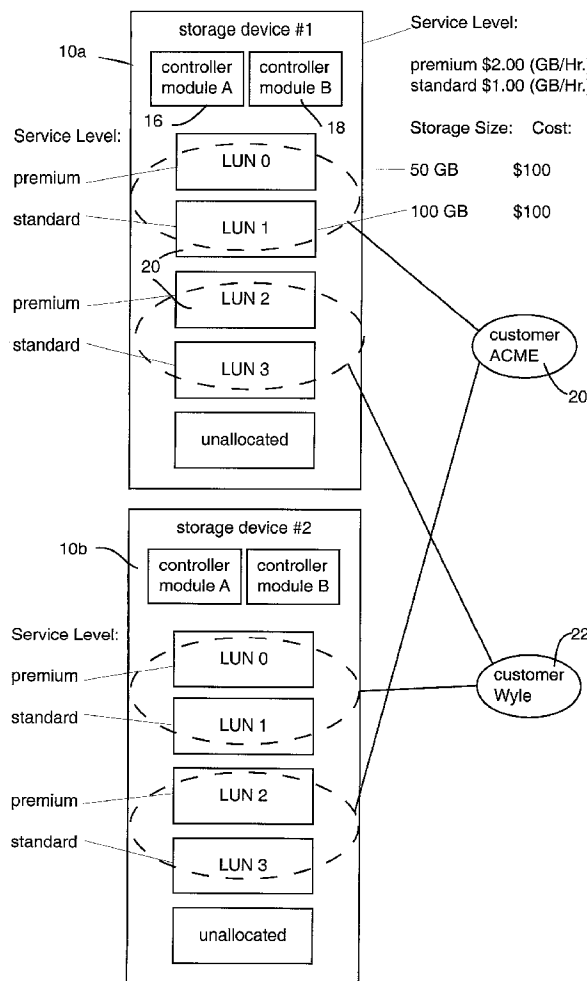 storage device #1
10a
controller module A
controller module B
16
18
Service Level:
premium $2.00 (GB/Hr.)
standard $1.00 (GB/Hr.)
Storage Size: Cost:
50 GB $100
100 GB $100
Service Level:
premium
LUN 0
standard
LUN 1
20
premium
LUN 2
standard
LUN 3
unallocated
customer
ACME
20
storage device #2
10b
controller module A
controller module B
Service Level:
premium
LUN 0
standard
LUN 1
premium
LUN 2
standard
LUN 3
unallocated
22
customer
Wyle